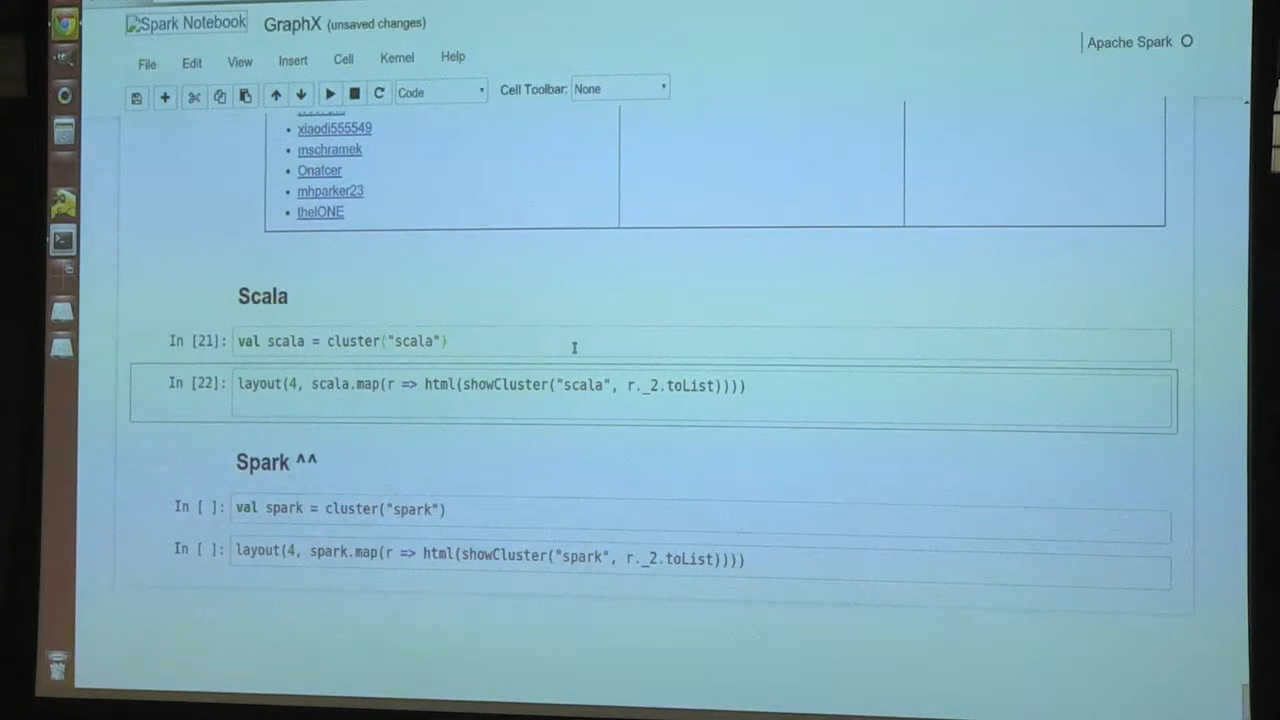 Spark Notebook GraphX (unsaved changes)
Apache Spark
File Edit View Insert Cell Kernel Help
Code Cell Toolbar: None
xiaodi555549
mschramek
Onatcer
mhparker23
thelONE
Scala
In [21]: val scala = cluster("scala")
In [22]: layout(4, scala.map(r => html(showCluster("scala", r._2.toList))))
Spark ^^
In [ ]: val spark = cluster("spark")
In [ ]: layout(4, spark.map(r => html(showCluster("spark", r._2.toList))))